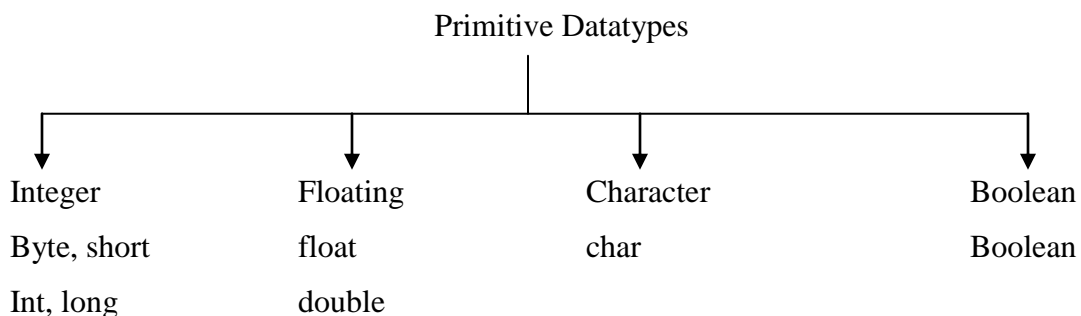 Primitive Datatypes
Integer Floating Character Boolean
Byte, short float char Boolean
Int, long double